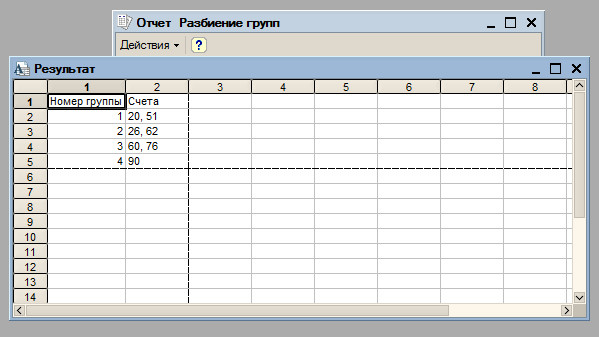 Отчет Разбиение групп
Действия
Результат
1 2 3 4 5 6 7 8
1 Номер группы Счета
2 1 20, 51
3 2 26, 62
4 3 60, 76
5 4 90
6
7
8
9
10
11
12
13
14